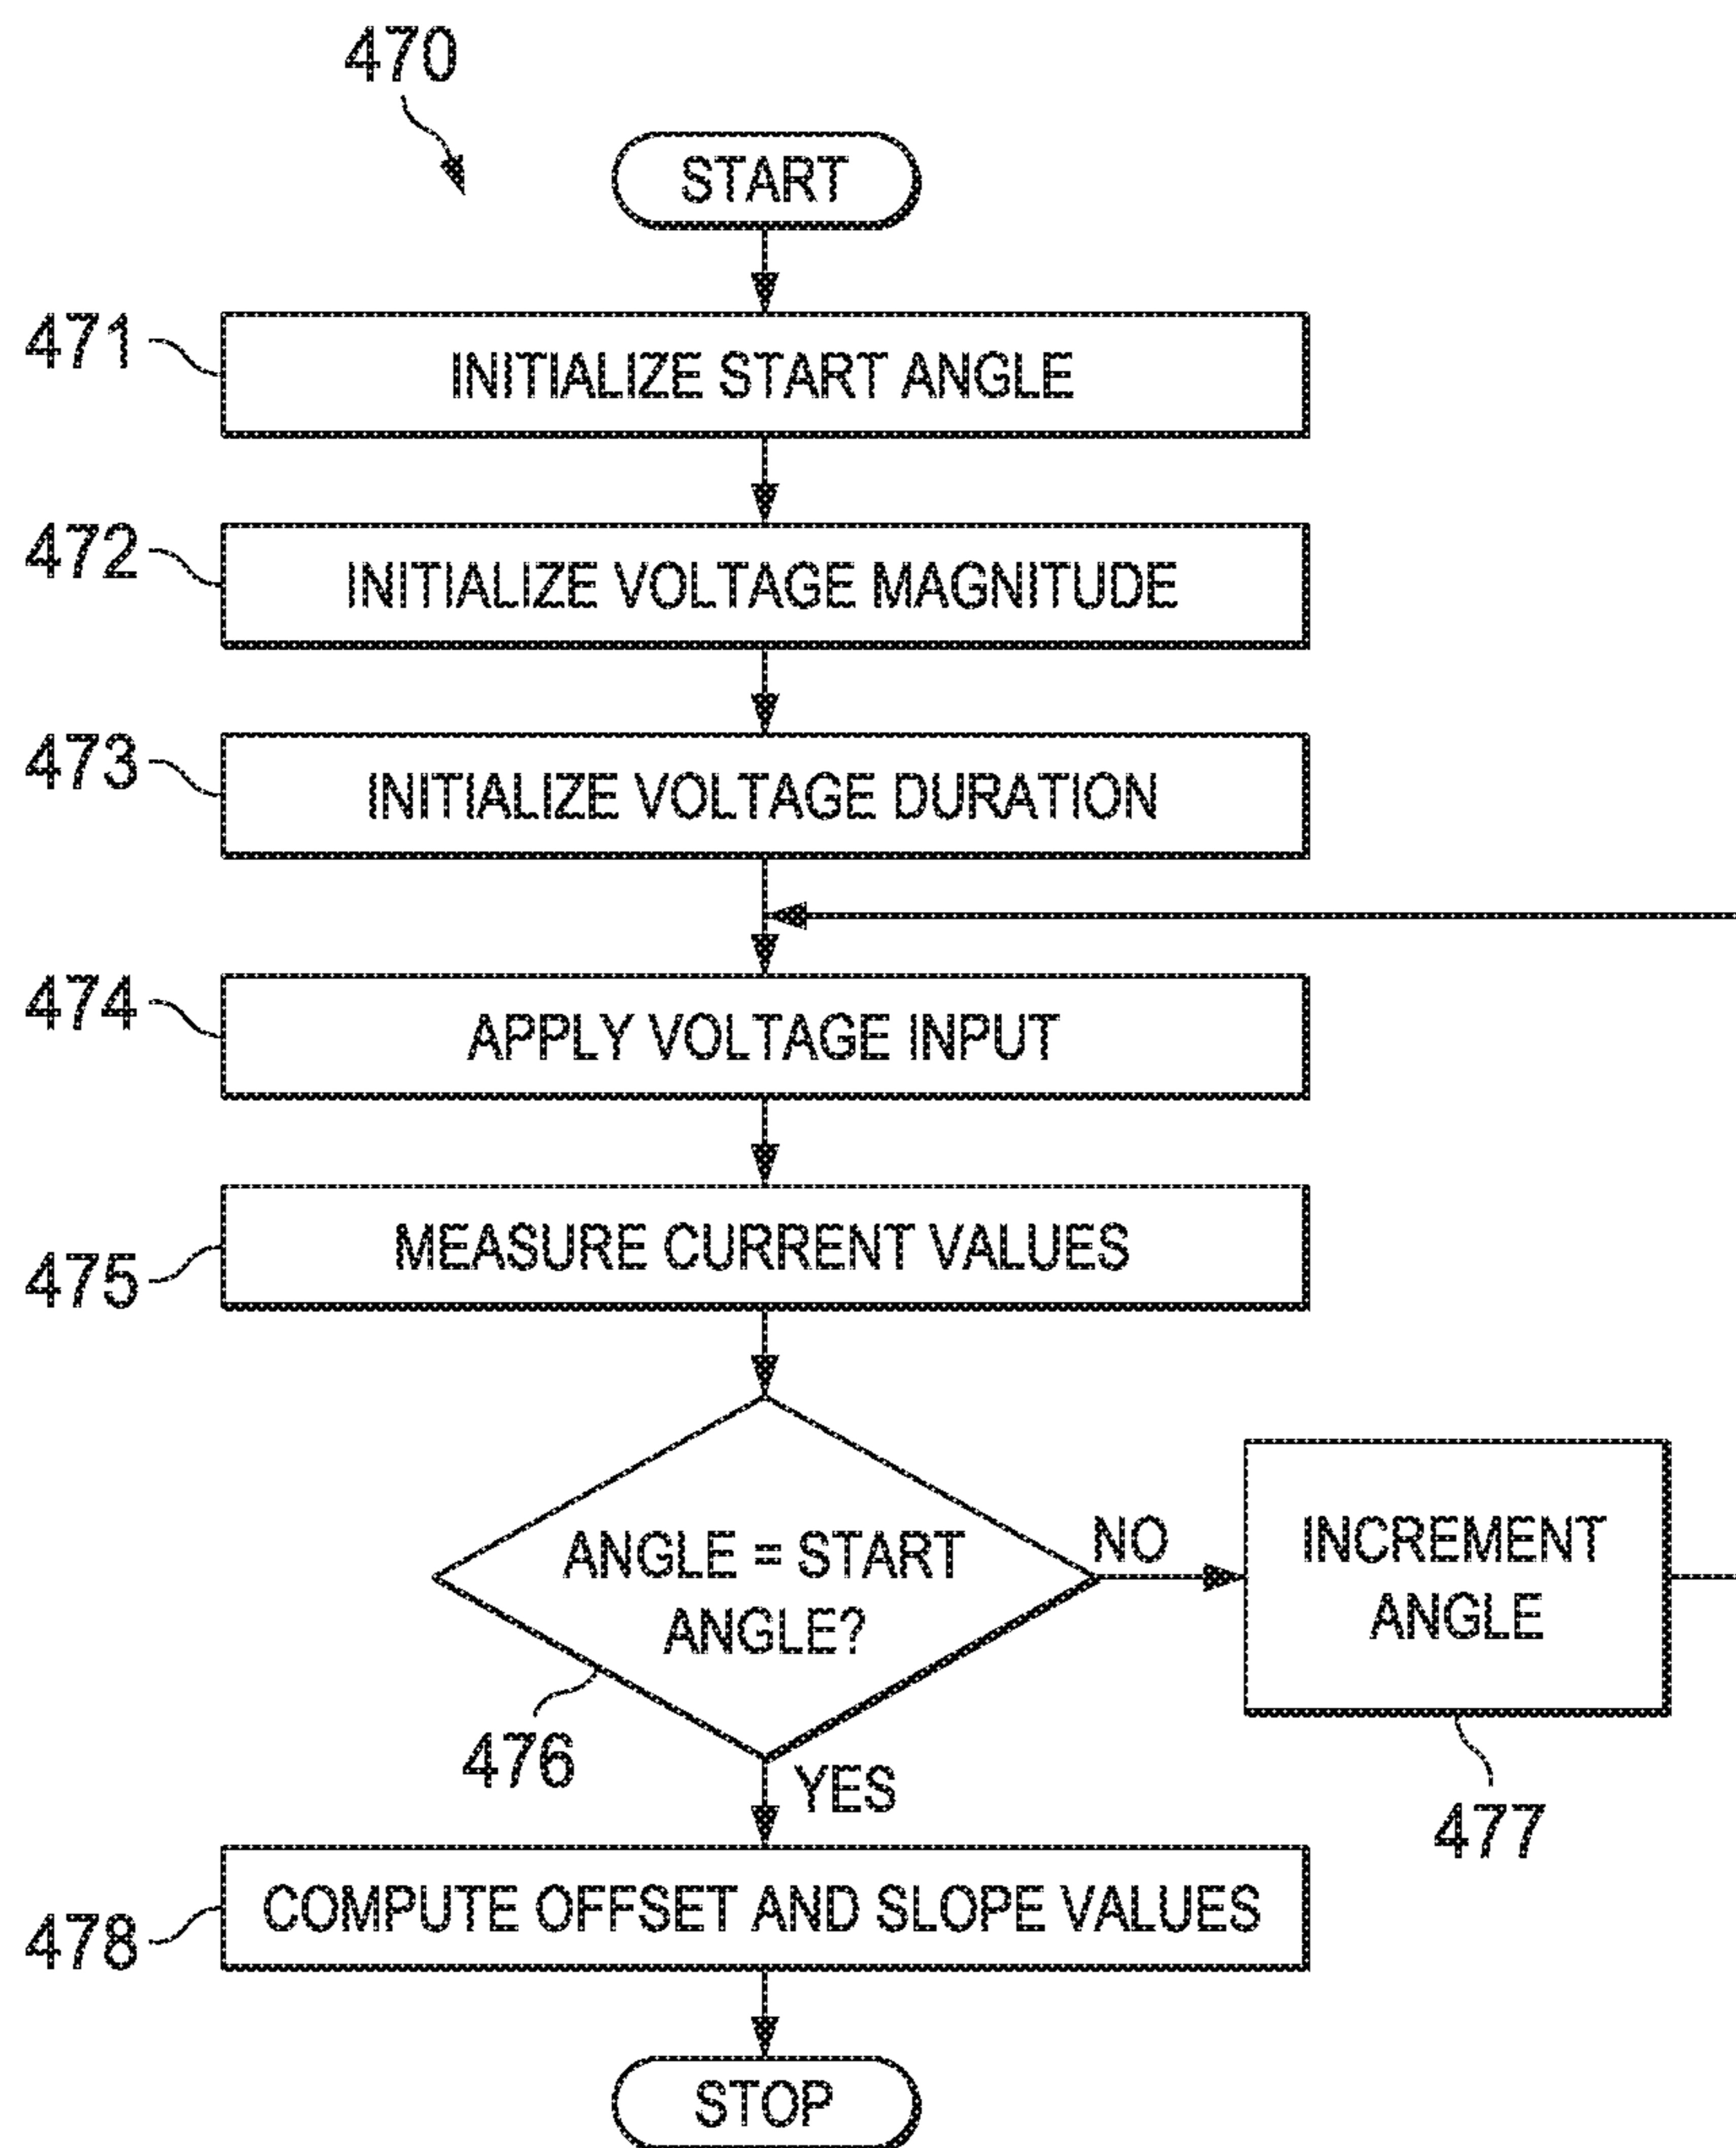 470
START
471
INITIALIZE START ANGLE
472
INITIALIZE VOLTAGE MAGNITUDE
473
INITIALIZE VOLTAGE DURATION
474
APPLY VOLTAGE INPUT
475
MEASURE CURRENT VALUES
ANGLE = START
ANGLE?
476
NO
INCREMENT
ANGLE
477
YES
478
COMPUTE OFFSET AND SLOPE VALUES
STOP